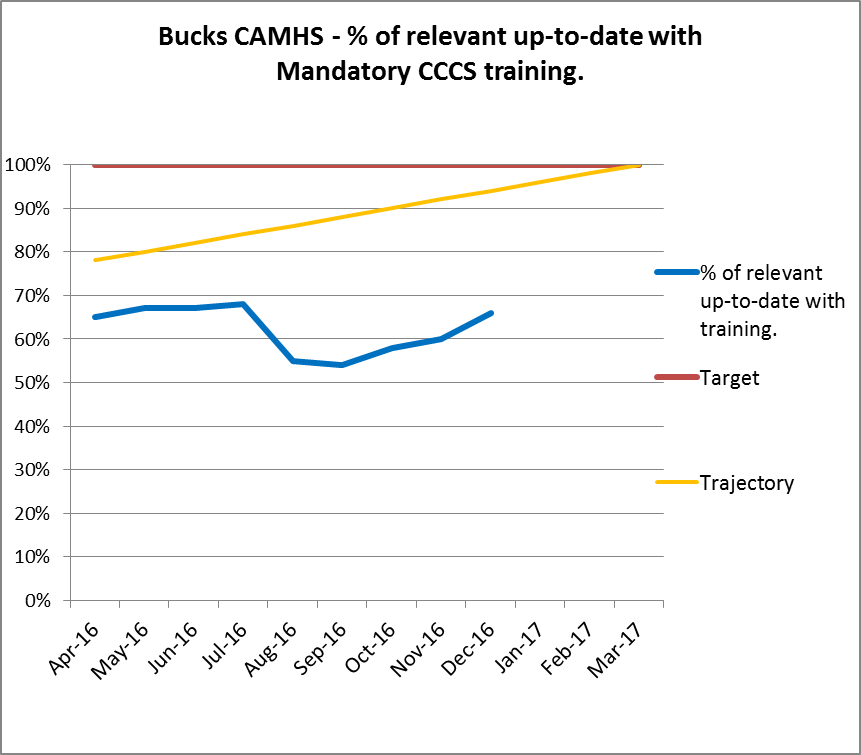 Bucks CAMHS - % of relevant up-to-date with
Mandatory CCCS training.
100%
90%
80%
70%
60%
50%
40%
30%
20%
10%
0%
Apr-16
May-16
Jun-16
Jul-16
Aug-16
Sep-16
Oct-16
Nov-16
Dec-16
Jan-17
Feb-17
Mar-17
% of relevant
up-to-date with
training.
Target
Trajectory